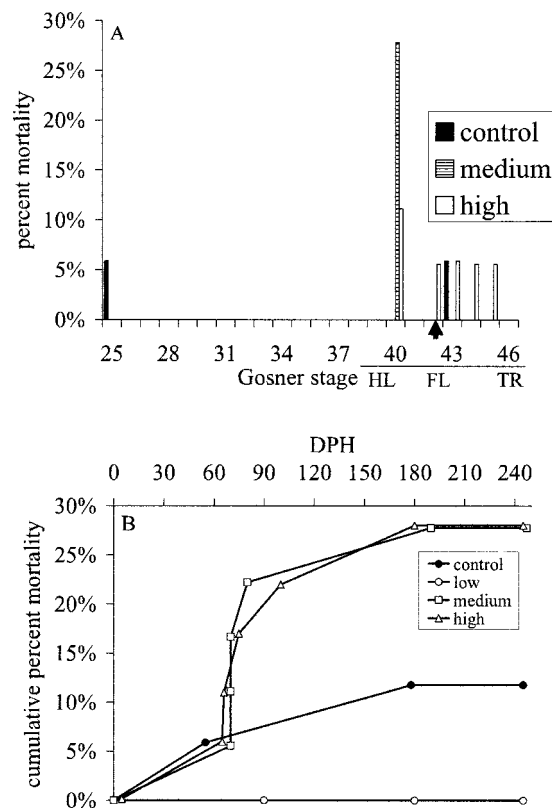 A
30%
25%
20%
15%
10%
5%
0%
percent mortality
control
medium
high
25 28 31 34 37 40 43 46
Gosner stage HL FL TR
DPH
0 30 60 90 120 150 180 210 240
B
30%
25%
20%
15%
10%
5%
0%
cumulative percent mortality
control
low
medium
high